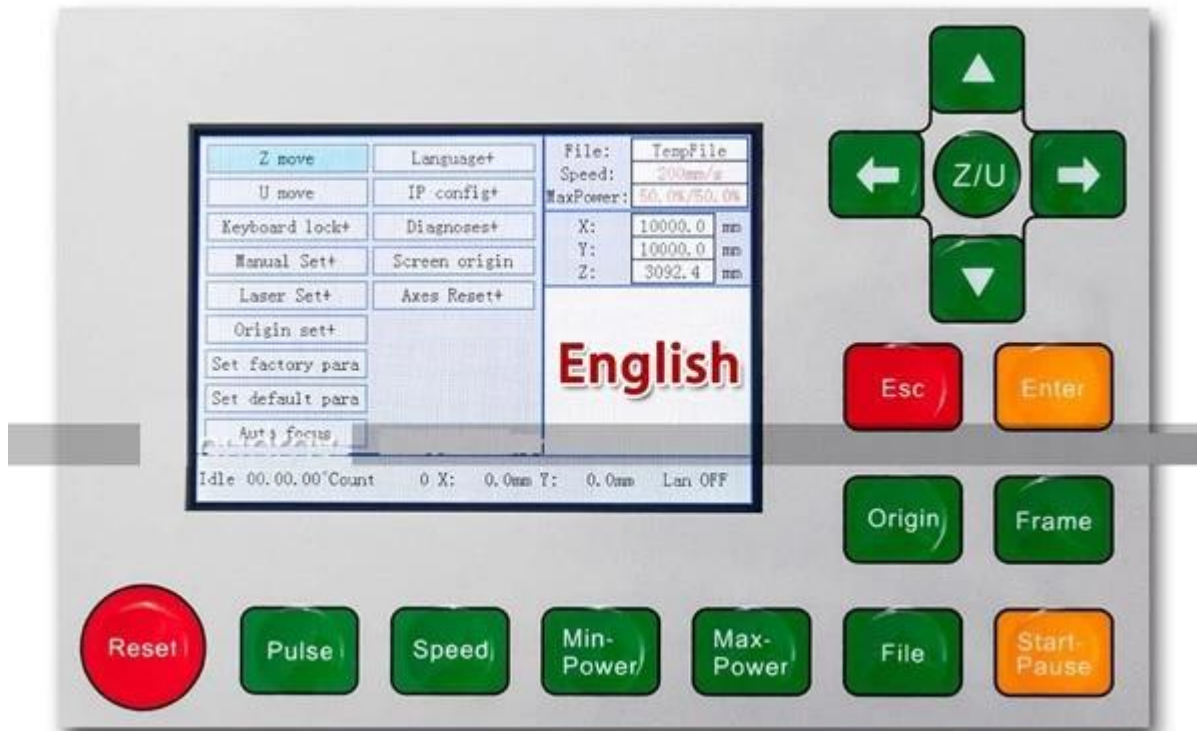 Z move
U move
Keyboard lock+
Manual Set+
Laser Set+
Origin set+
Set factory para
Set default para
Auto focus
Language+
IP config+
Diagnoses+
Screen origin
Axes Reset+
File: TempFile
Speed: 200mm/s
MaxPower: 50.0%/50.0%
X: 10000.0 mm
Y: 10000.0 mm
Z: 3092.4 mm
English
Idle 00.00.00"Count 0 X: 0.0mm Y: 0.0mm Lan OFF
Z/U
Esc
Enter
Origin
Frame
Reset
Pulse
Speed
Min-
Power
Max-
Power
File
Start-
Pause